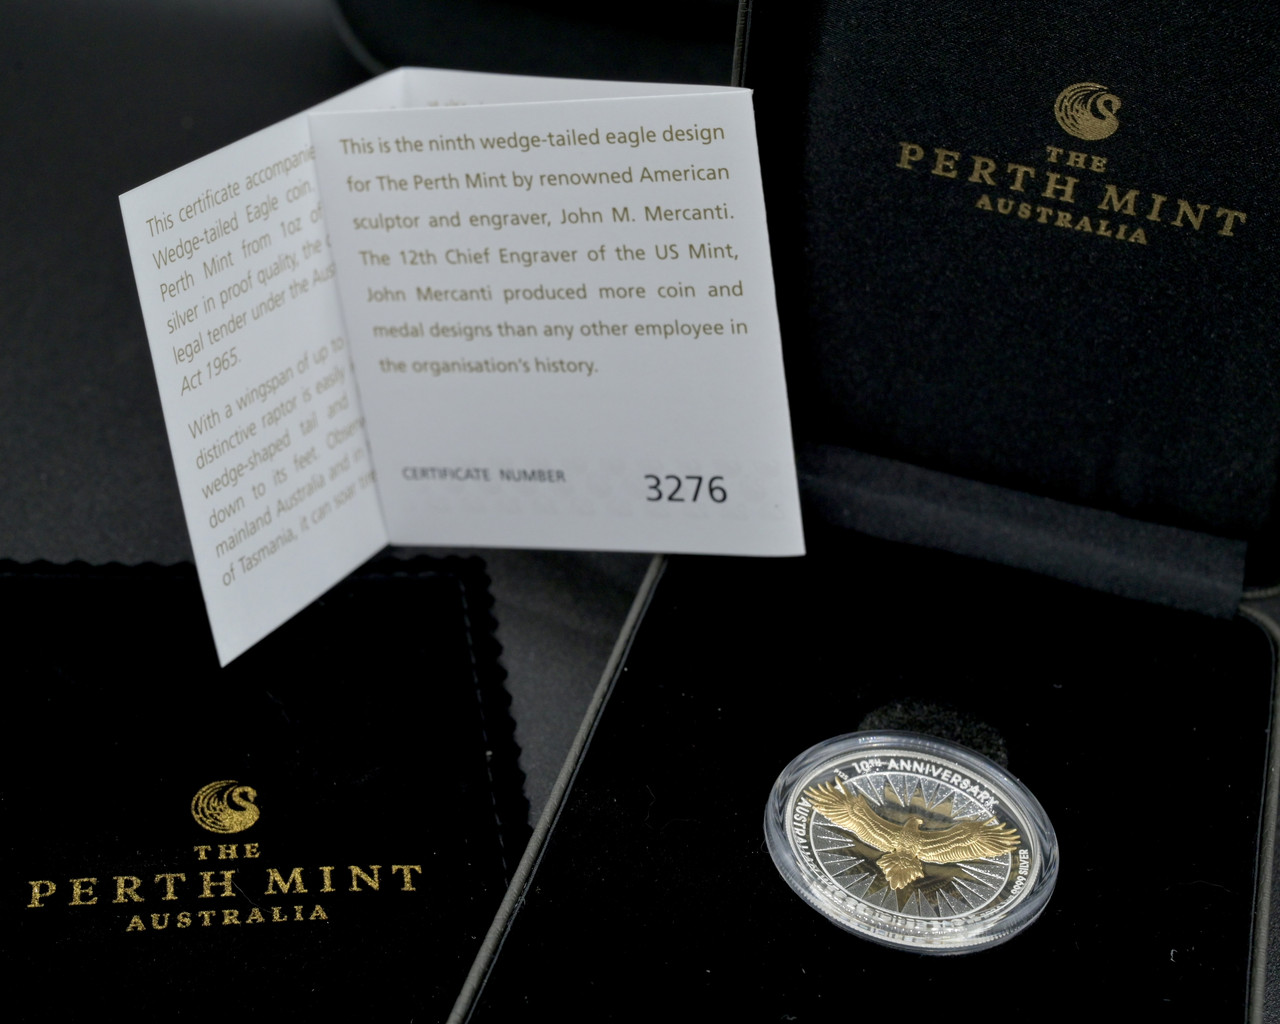 This certificate accompanie
Wedge-tailed Eagle coin.
Perth Mint from 1oz of
silver in proof quality, the c
legal tender under the Aus
Act 1965.
With a wingspan of up to
distinctive raptor is easily
wedge-shaped tail and
down to its feet. Observe
mainland Australia and in
of Tasmania, it can soar
This is the ninth wedge-tailed eagle design
for The Perth Mint by renowned American
sculptor and engraver, John M. Mercanti.
The 12th Chief Engraver of the US Mint,
John Mercanti produced more coin and
medal designs than any other employee in
the organisation's history.
CERTIFICATE NUMBER 3276
THE
PERTH MINT
AUSTRALIA
THE
PERTH MINT
AUSTRALIA
10TH ANNIVERSARY
AUSTRALIAN
9999 SILVER